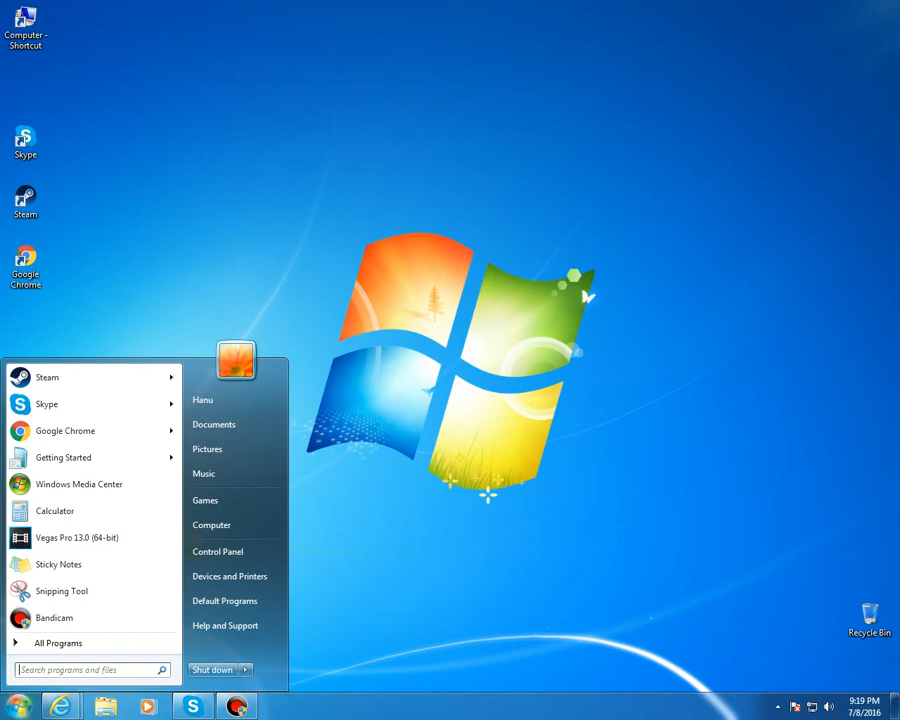 Computer -
Shortcut
Skype
Steam
Google
Chrome
Steam
Skype
Google Chrome
Getting Started
Windows Media Center
Calculator
Vegas Pro 13.0 (64-bit)
Sticky Notes
Snipping Tool
Bandicam
All Programs
Search programs and files
Hanu
Documents
Pictures
Music
Games
Computer
Control Panel
Devices and Printers
Default Programs
Help and Support
Shut down
Recycle Bin
9:19 PM
7/8/2016